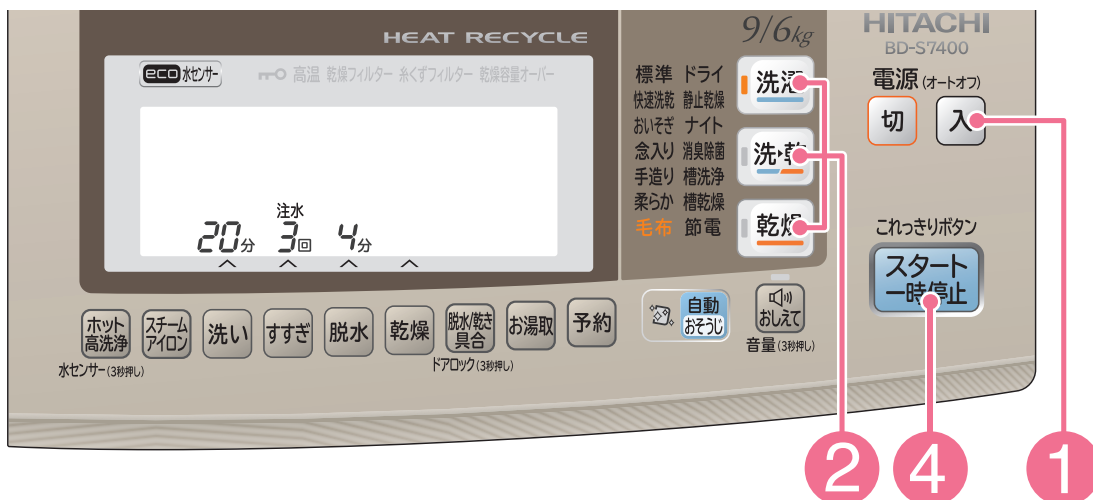 HEAT RECYCLE
9/6kg
HITACHI
BD-S7400
電源(オートオフ)
切
入
eco水センサー
高温 乾燥フィルター 糸くずフィルター 乾燥容量オーバー
標準 ドライ
快速洗乾 静止乾燥
おいそぎ ナイト
念入り 消臭除菌
手造り 槽洗浄
柔らか 槽乾燥
毛布 節電
洗濯
洗・乾
乾燥
注水
20分 3回 4分
これっきりボタン
スタート
一時停止
ホット
高洗浄
スチーム
アイロン
洗い
すすぎ
脱水
乾燥
脱水/乾き
具合
お湯取
予約
自動
おそうじ
おしえて
水センサー(3秒押し)
ドアロック(3秒押し)
音量(3秒押し)
2
4
1